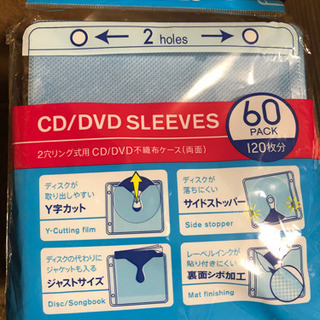 2 holes
CD/DVD SLEEVES
60
PACK
2穴リング式用 CD/DVD不織布ケース(両面)
120枚分
ディスクが
取り出しやすい
Y字カット
Y-Cutting film
ディスクが
落ちにくい
サイドストッパー
Side stopper
ディスクの代わりに
ジャケットも入る
ジャストサイズ
Disc/Songbook
レーベルインクが
貼り付きにくい
裏面シボ加工
Mat finishing